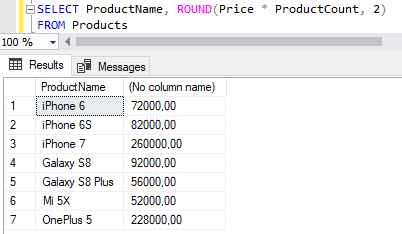 SELECT ProductName, ROUND(Price * ProductCount, 2)
FROM Products
100 %
Results Messages
ProductName (No column name)
1 iPhone 6 72000,00
2 iPhone 6S 82000,00
3 iPhone 7 260000,00
4 Galaxy S8 92000,00
5 Galaxy S8 Plus 56000,00
6 Mi 5X 52000,00
7 OnePlus 5 228000,00